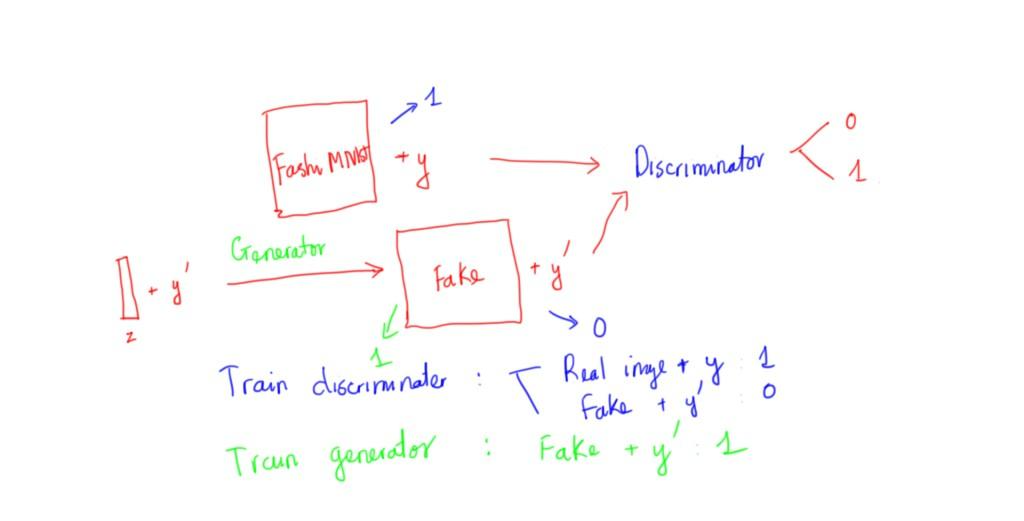 1
Fashn MNIST + y
Discriminator
0
1
Generator
z + y'
Fake + y'
1
0
Train discriminater : Real image + y : 1
Fake + y' : 0
Train generator : Fake + y' : 1